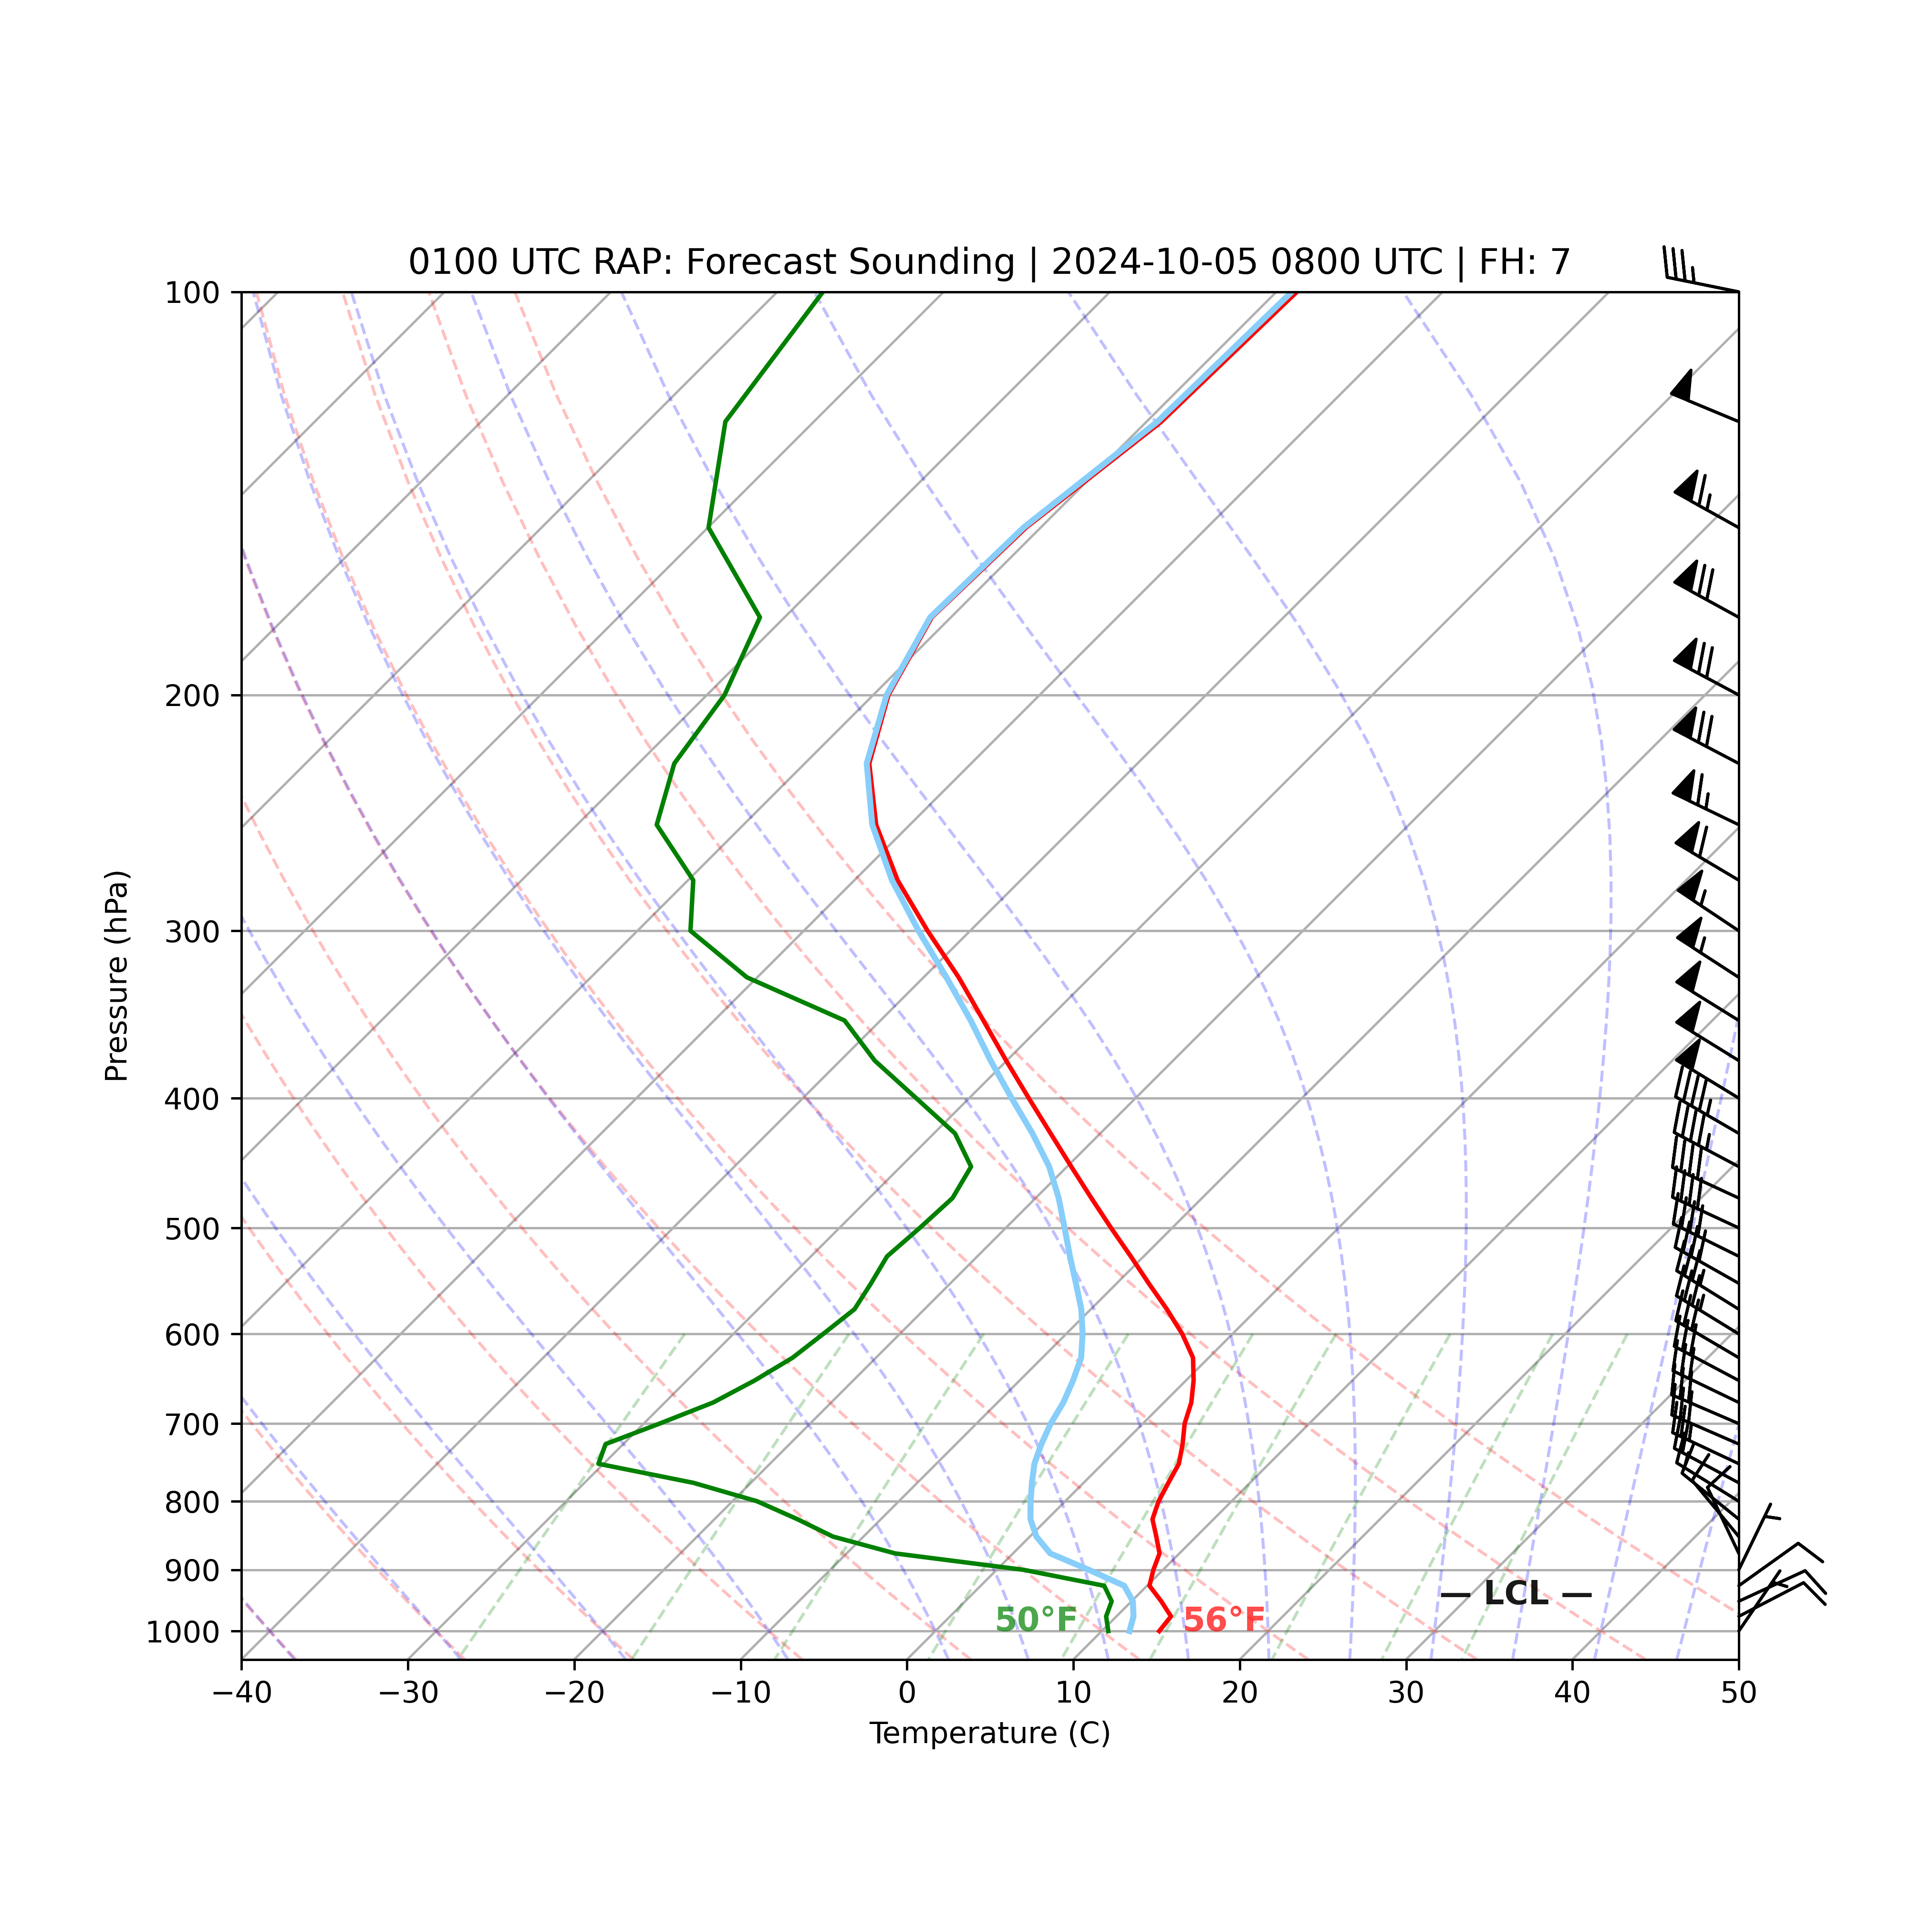 0100 UTC RAP: Forecast Sounding | 2024-10-05 0800 UTC | FH: 7
100
200
300
400
500
600
700
800
900
1000
Pressure (hPa)
— LCL —
50°F
56°F
−40 −30 −20 −10 0 10 20 30 40 50
Temperature (C)